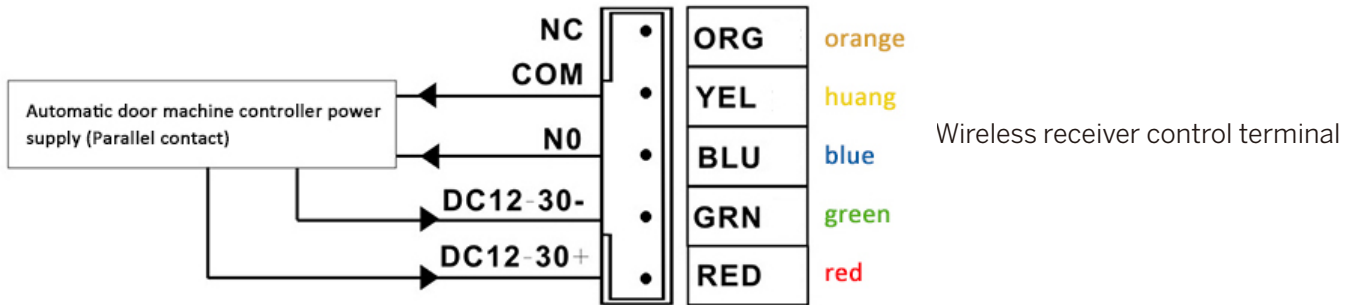 NC ORG orange
COM YEL huang
Automatic door machine controller power
supply (Parallel contact)
N0 BLU blue
Wireless receiver control terminal
DC12-30- GRN green
DC12-30+ RED red